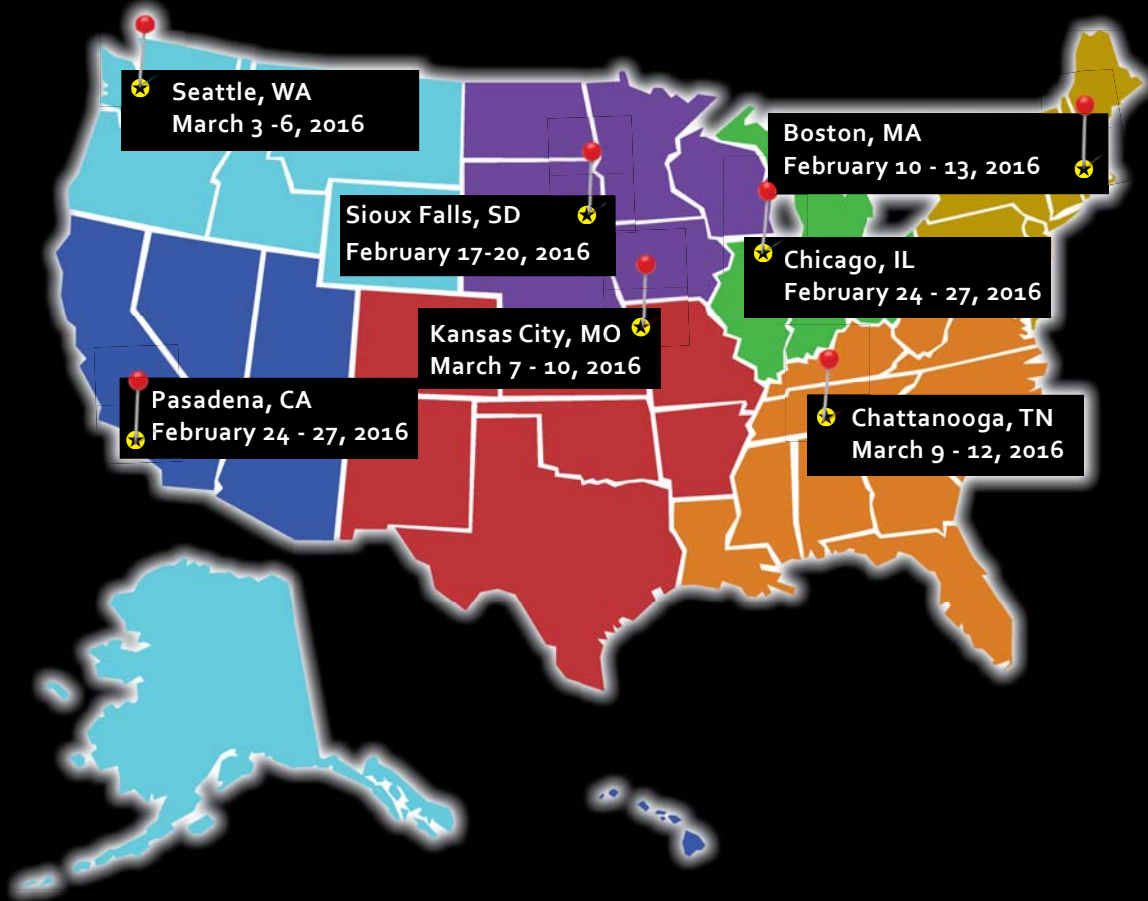 Seattle, WA
March 3 -6, 2016
Boston, MA
February 10 - 13, 2016
Sioux Falls, SD
February 17-20, 2016
Chicago, IL
February 24 - 27, 2016
Kansas City, MO
March 7 - 10, 2016
Pasadena, CA
February 24 - 27, 2016
Chattanooga, TN
March 9 - 12, 2016